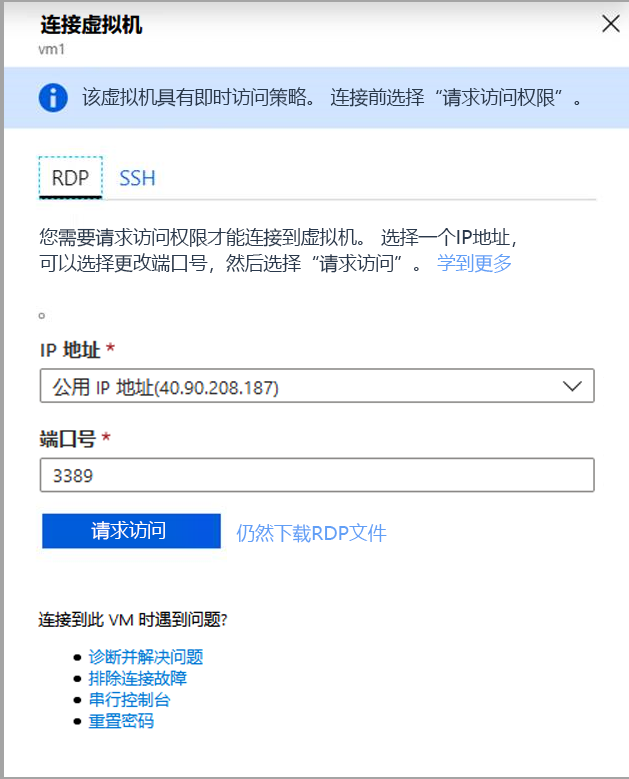 连接虚拟机
vm1
该虚拟机具有即时访问策略。 连接前选择“请求访问权限”。
RDP SSH
您需要请求访问权限才能连接到虚拟机。 选择一个IP地址，
可以选择更改端口号，然后选择“请求访问”。 学到更多
。
IP 地址 *
公用 IP 地址(40.90.208.187)
端口号 *
3389
请求访问 仍然下载RDP文件
连接到此 VM 时遇到问题?
• 诊断并解决问题
• 排除连接故障
• 串行控制台
• 重置密码